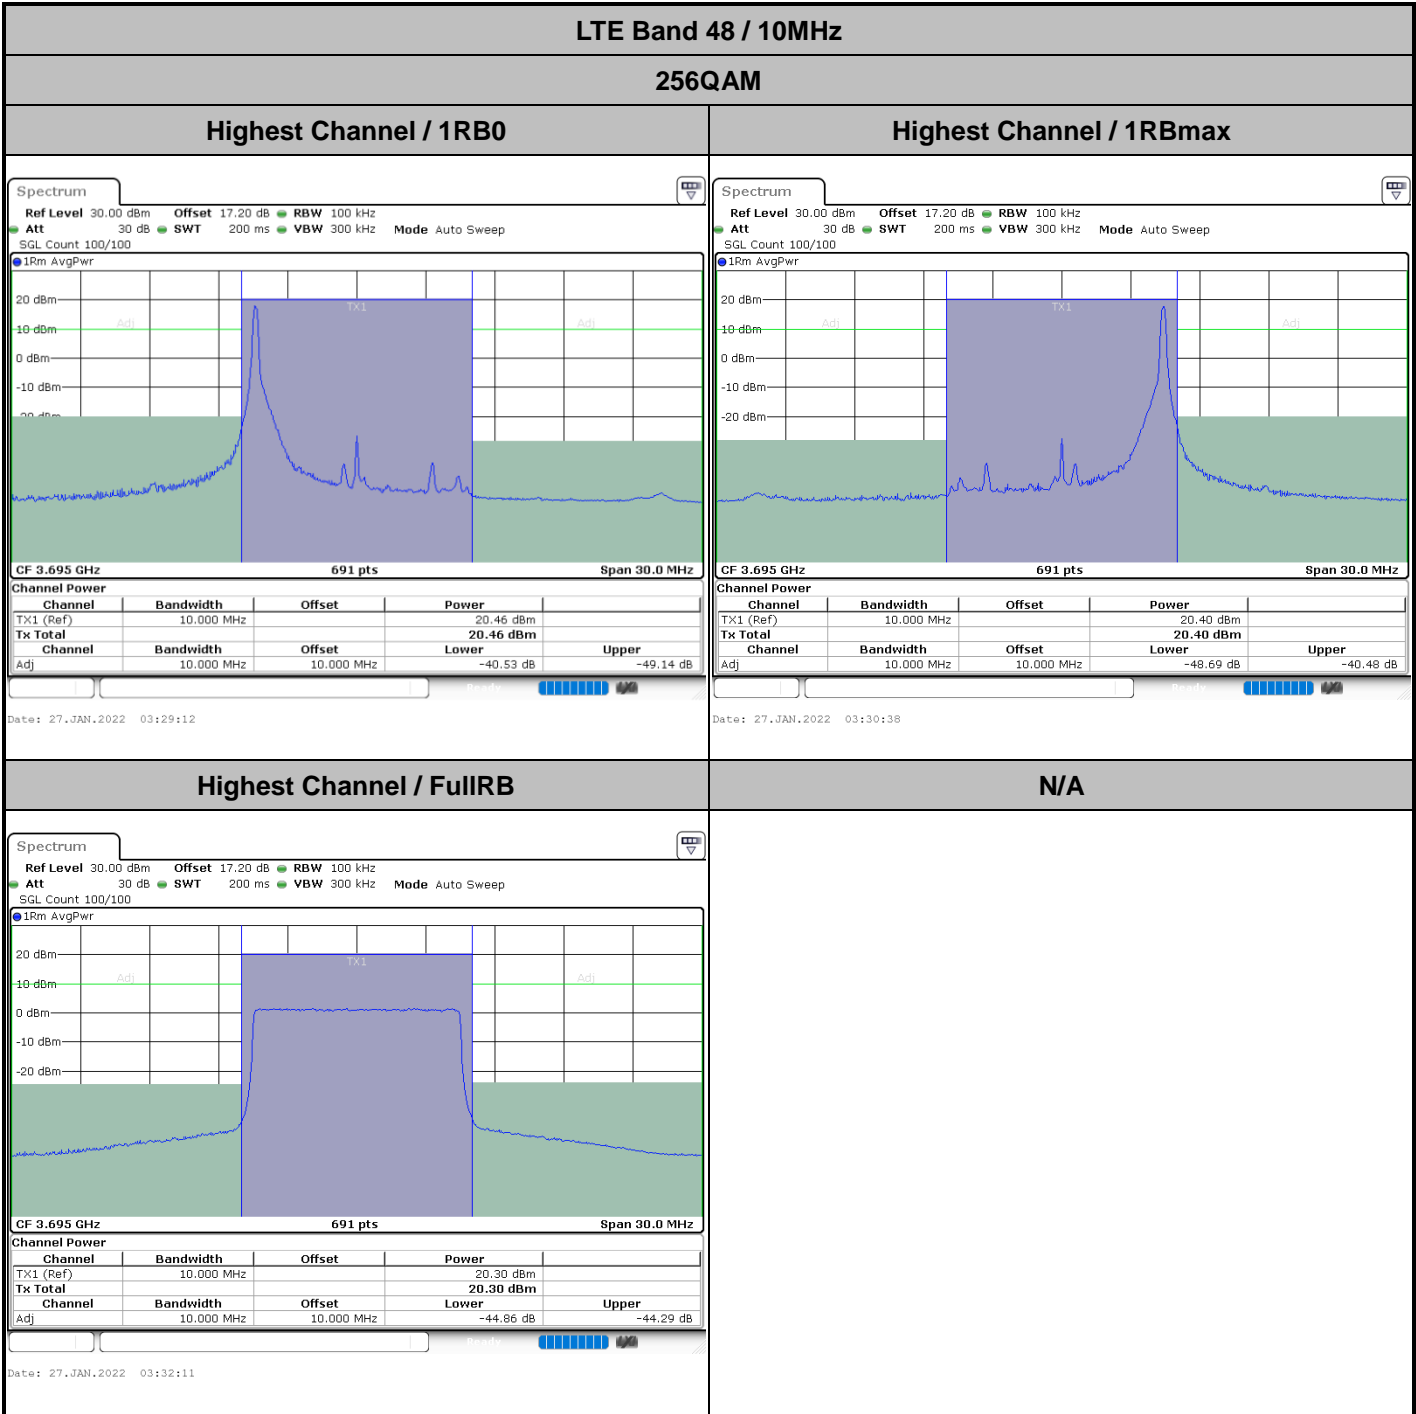 LTE Band 48 / 10MHz
256QAM
Highest Channel / 1RB0
Highest Channel / 1RBmax
Spectrum
Ref Level 30.00 dBm Offset 17.20 dB RBW 100 kHz
Att 30 dB SWT 200 ms VBW 300 kHz Mode Auto Sweep
SGL Count 100/100
1Rm AvgPwr
TX1
Adj
Adj
20 dBm
10 dBm
0 dBm
-10 dBm
-20 dBm
CF 3.695 GHz 691 pts Span 30.0 MHz
Channel Power
Channel Bandwidth Offset Power
TX1 (Ref) 10.000 MHz 20.46 dBm
Tx Total 20.46 dBm
Channel Bandwidth Offset Lower Upper
Adj 10.000 MHz 10.000 MHz -40.53 dB -49.14 dB
Ready
Date: 27.JAN.2022 03:29:12
Spectrum
Ref Level 30.00 dBm Offset 17.20 dB RBW 100 kHz
Att 30 dB SWT 200 ms VBW 300 kHz Mode Auto Sweep
SGL Count 100/100
1Rm AvgPwr
TX1
Adj
Adj
20 dBm
10 dBm
0 dBm
-10 dBm
-20 dBm
CF 3.695 GHz 691 pts Span 30.0 MHz
Channel Power
Channel Bandwidth Offset Power
TX1 (Ref) 10.000 MHz 20.40 dBm
Tx Total 20.40 dBm
Channel Bandwidth Offset Lower Upper
Adj 10.000 MHz 10.000 MHz -48.69 dB -40.48 dB
Ready
Date: 27.JAN.2022 03:30:38
Highest Channel / FullRB
N/A
Spectrum
Ref Level 30.00 dBm Offset 17.20 dB RBW 100 kHz
Att 30 dB SWT 200 ms VBW 300 kHz Mode Auto Sweep
SGL Count 100/100
1Rm AvgPwr
TX1
Adj
Adj
20 dBm
10 dBm
0 dBm
-10 dBm
-20 dBm
CF 3.695 GHz 691 pts Span 30.0 MHz
Channel Power
Channel Bandwidth Offset Power
TX1 (Ref) 10.000 MHz 20.30 dBm
Tx Total 20.30 dBm
Channel Bandwidth Offset Lower Upper
Adj 10.000 MHz 10.000 MHz -44.86 dB -44.29 dB
Ready
Date: 27.JAN.2022 03:32:11